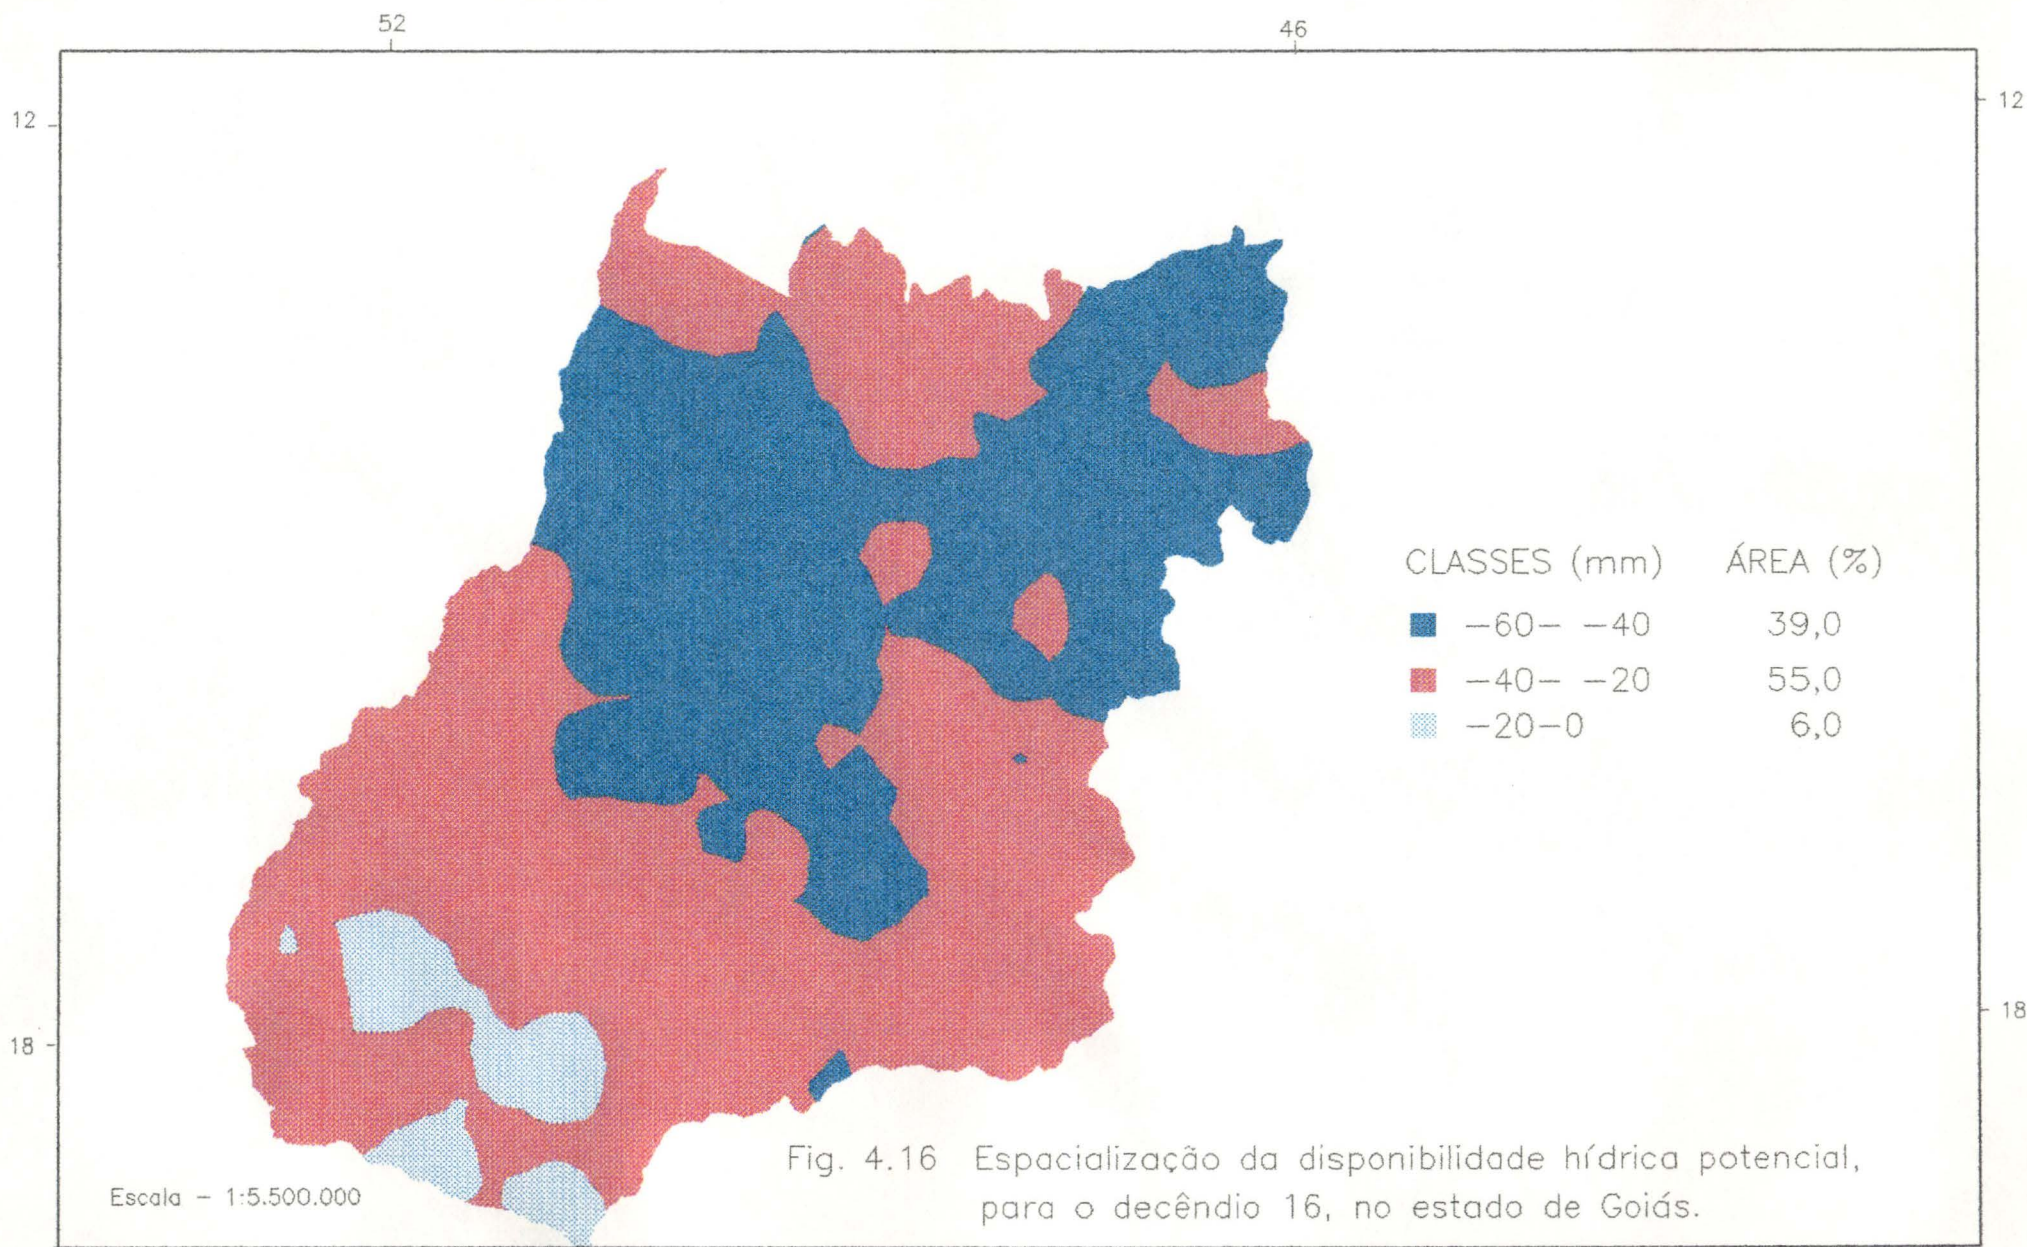 52 46
12 12
CLASSES (mm) ÁREA (%)
−60− −40 39,0
−40− −20 55,0
−20−0 6,0
18 18
Fig. 4.16 Espacialização da disponibilidade hídrica potencial,
para o decêndio 16, no estado de Goiás.
Escala – 1:5.500.000